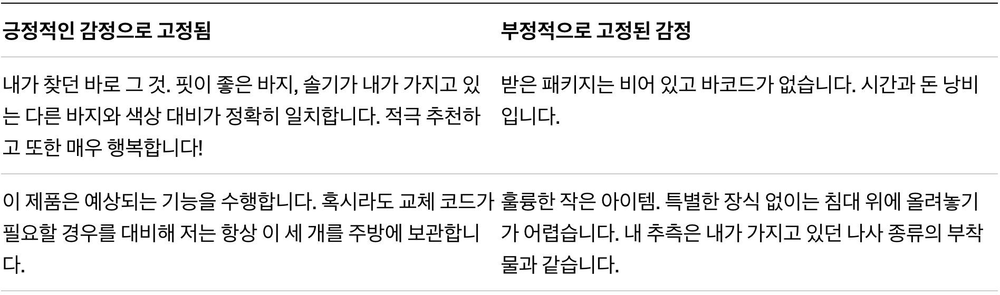 긍정적인 감정으로 고정됨
부정적으로 고정된 감정
내가 찾던 바로 그 것. 핏이 좋은 바지, 솔기가 내가 가지고 있
는 다른 바지와 색상 대비가 정확히 일치합니다. 적극 추천하
고 또한 매우 행복합니다!
받은 패키지는 비어 있고 바코드가 없습니다. 시간과 돈 낭비
입니다.
이 제품은 예상되는 기능을 수행합니다. 혹시라도 교체 코드가
필요할 경우를 대비해 저는 항상 이 세 개를 주방에 보관합니
다.
훌륭한 작은 아이템. 특별한 장식 없이는 침대 위에 올려놓기
가 어렵습니다. 내 추측은 내가 가지고 있던 나사 종류의 부착
물과 같습니다.